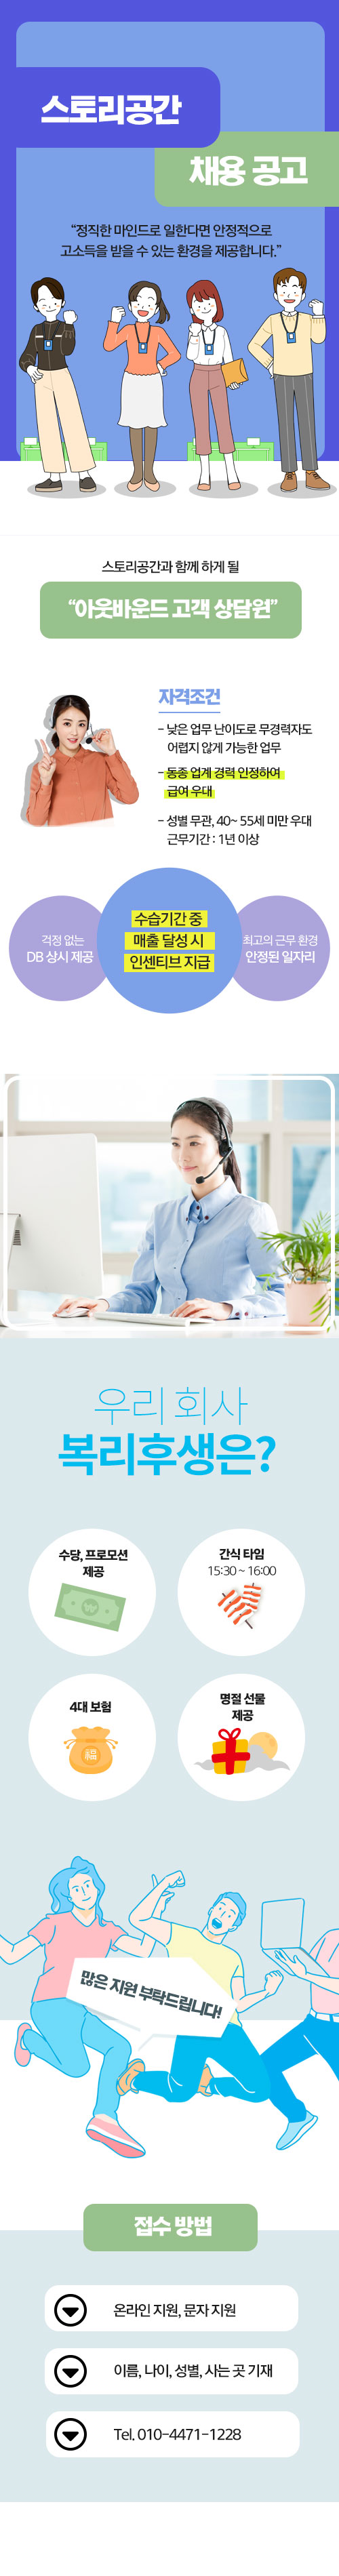 스토리공간
채용 공고
“정직한 마인드로 일한다면 안정적으로
고소득을 받을 수 있는 환경을 제공합니다.”
스토리공간과 함께 하게 될
“아웃바운드 고객 상담원”
자격조건
- 낮은 업무 난이도로 무경력자도
어렵지 않게 가능한 업무
- 동종 업계 경력 인정하여
급여 우대
- 성별 무관, 40~ 55세 미만 우대
근무기간 : 1년 이상
걱정 없는
DB 상시 제공
수습기간 중
매출 달성 시
인센티브 지급
최고의 근무 환경
안정된 일자리
우리 회사
복리후생은?
수당, 프로모션
제공
간식 타임
15:30 ~ 16:00
4대 보험
명절 선물
제공
많은 지원 부탁드립니다!
접수 방법
온라인 지원, 문자 지원
이름, 나이, 성별, 사는 곳 기재
Tel. 010-4471-1228